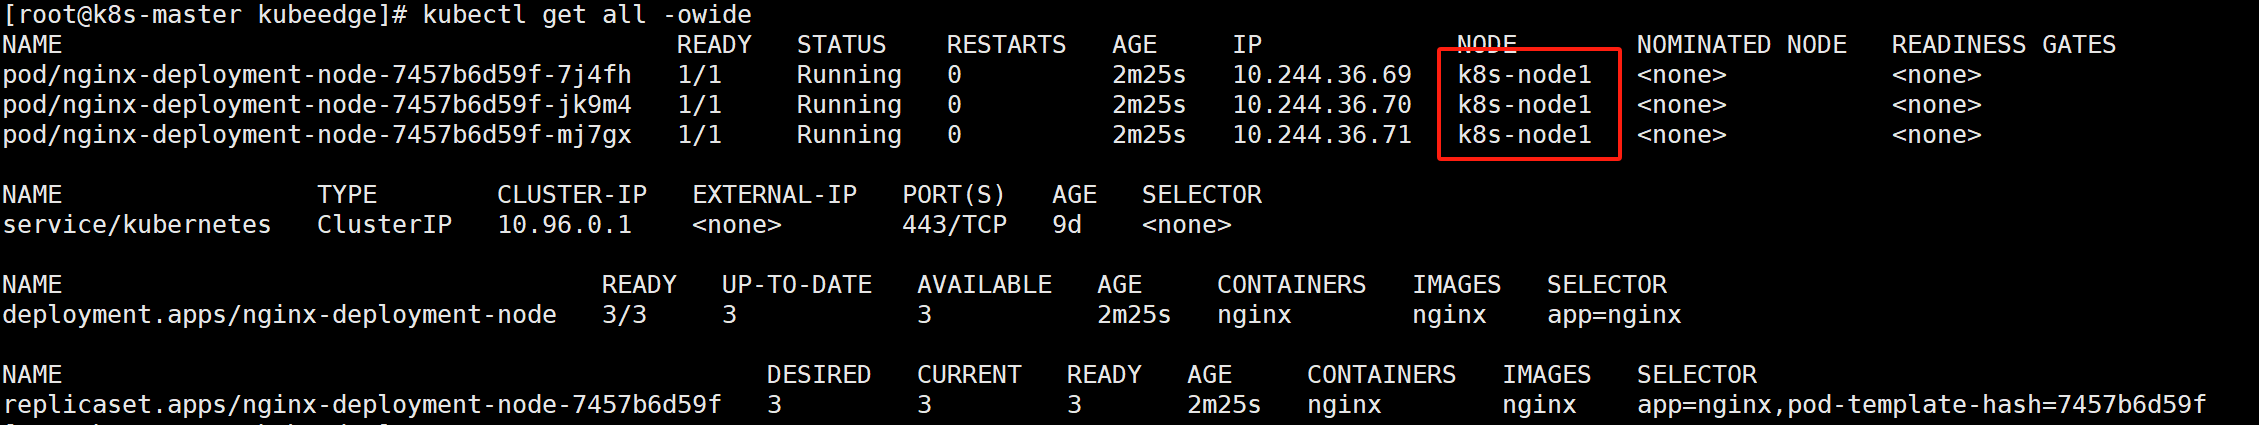 [root@k8s-master kubeedge]# kubectl get all -owide
NAME READY STATUS RESTARTS AGE IP NODE NOMINATED NODE READINESS GATES
pod/nginx-deployment-node-7457b6d59f-7j4fh 1/1 Running 0 2m25s 10.244.36.69 k8s-node1 <none> <none>
pod/nginx-deployment-node-7457b6d59f-jk9m4 1/1 Running 0 2m25s 10.244.36.70 k8s-node1 <none> <none>
pod/nginx-deployment-node-7457b6d59f-mj7gx 1/1 Running 0 2m25s 10.244.36.71 k8s-node1 <none> <none>
NAME TYPE CLUSTER-IP EXTERNAL-IP PORT(S) AGE SELECTOR
service/kubernetes ClusterIP 10.96.0.1 <none> 443/TCP 9d <none>
NAME READY UP-TO-DATE AVAILABLE AGE CONTAINERS IMAGES SELECTOR
deployment.apps/nginx-deployment-node 3/3 3 3 2m25s nginx nginx app=nginx
NAME DESIRED CURRENT READY AGE CONTAINERS IMAGES SELECTOR
replicaset.apps/nginx-deployment-node-7457b6d59f 3 3 3 2m25s nginx nginx app=nginx,pod-template-hash=7457b6d59f